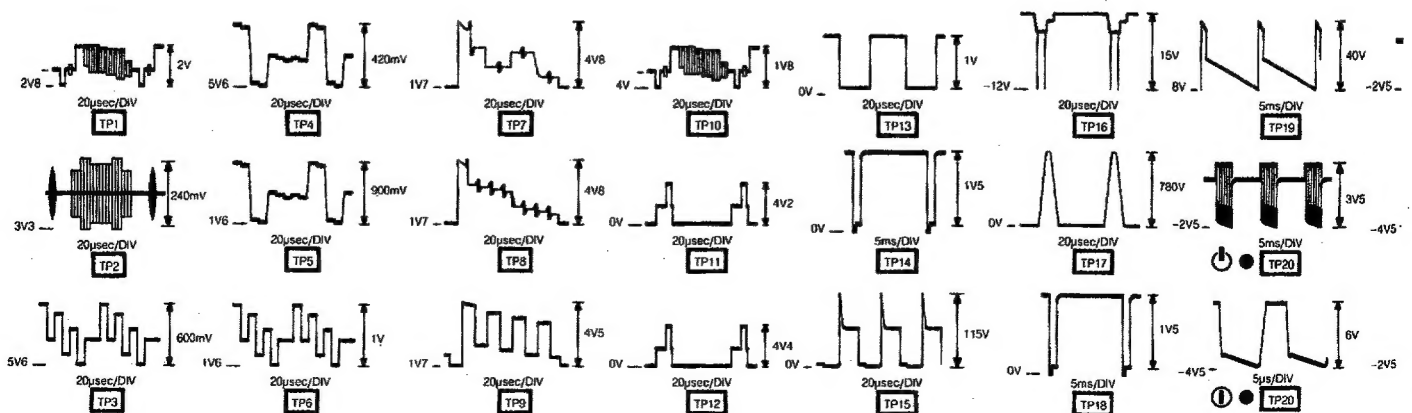 2V8 2V
20µsec/DIV
TP1
5V6 420mV
20µsec/DIV
TP4
1V7 4V8
20µsec/DIV
TP7
4V 1V8
20µsec/DIV
TP10
0V 1V
20µsec/DIV
TP13
-12V 15V
20µsec/DIV
TP16
8V 40V -2V5
5ms/DIV
TP19
3V3 240mV
20µsec/DIV
TP2
1V6 900mV
20µsec/DIV
TP5
1V7 4V8
20µsec/DIV
TP8
0V 4V2
20µsec/DIV
TP11
0V 1V5
5ms/DIV
TP14
0V 780V
20µsec/DIV
TP17
-2V5 3V5 -4V5
5ms/DIV
TP20
5V6 600mV
20µsec/DIV
TP3
1V6 1V
20µsec/DIV
TP6
1V7 4V5
20µsec/DIV
TP9
0V 4V4
20µsec/DIV
TP12
0V 115V
20µsec/DIV
TP15
0V 1V5
5ms/DIV
TP18
-4V5 6V -2V5
5µs/DIV
TP20